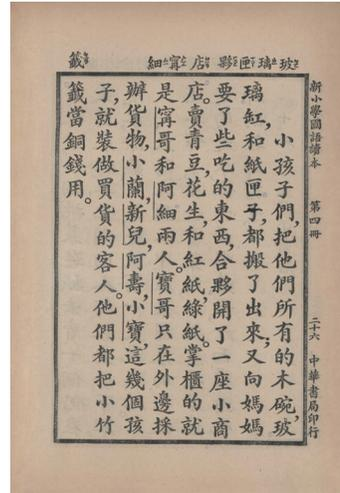 新小學國語讀本 第四冊 二十六 中華書局印行
玻璃匣夥店寗細 籤
小孩子們,把他們所有的木碗,玻
璃缸,和紙匣子,都搬了出來;又向媽媽
要了些吃的東西,合夥開了一座小商
店。賣青豆,花生,和紅紙綠紙。掌櫃的就
是寗哥和阿細兩人。寶哥只在外邊採
辦貨物,小蘭,新兒,阿壽,小寶,這幾個孩
子,就裝做買貨的客人。他們都把小竹
籤當銅錢用。